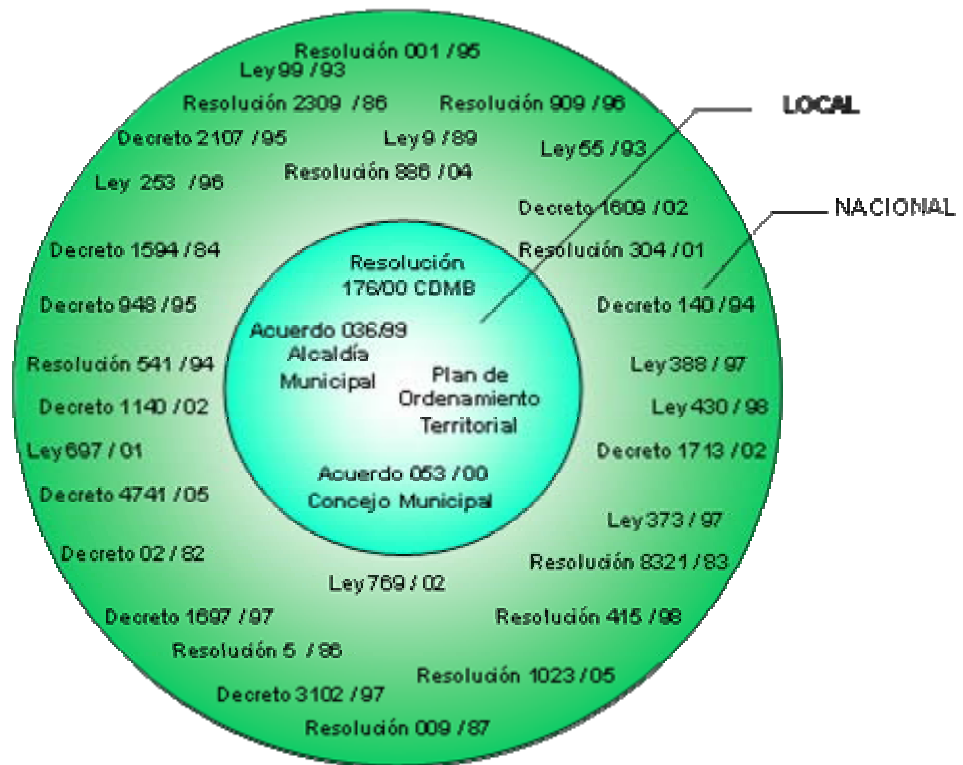 Resolución 001 / 95
Ley 99 / 93
Resolución 2309 / 86
Resolución 909 / 96
LOCAL
Decreto 2107 / 95
Ley 9 / 89
Ley 55 / 93
Resolución 886 / 04
Ley 253 / 96
Decreto 1609 / 02
NACIONAL
Decreto 1594 / 84
Resolución 304 / 01
Resolución
176/00 CDMB
Decreto 948 / 95
Decreto 140 / 94
Acuerdo 036/99
Alcaldía
Municipal
Resolución 541 / 94
Ley 388 / 97
Plan de
Ordenamiento
Territorial
Decreto 1140 / 02
Ley 430 / 98
Ley 697 / 01
Decreto 1713 / 02
Acuerdo 053 / 00
Concejo Municipal
Decreto 4741 / 05
Ley 373 / 97
Decreto 02 / 82
Resolución 8321 / 83
Ley 769 / 02
Decreto 1697 / 97
Resolución 415 / 98
Resolución 5 / 86
Resolución 1023 / 05
Decreto 3102 / 97
Resolución 009 / 87